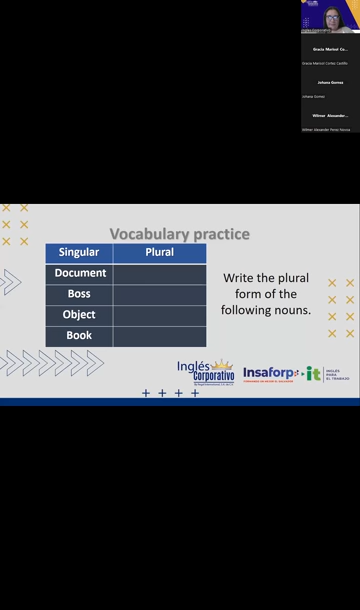 Gracia Marisol Co...
Gracia Marisol Cortez Castillo
Johana Gomez
Johana Gomez
Wilmer Alexander...
Wilmer Alexander Perez Novoa
Vocabulary practice
Singular Plural
Document
Boss
Object
Book
Write the plural
form of the
following nouns.
Inglés
Corporativo
Insaforp
it
INGLÉS
PARA
EL TRABAJO